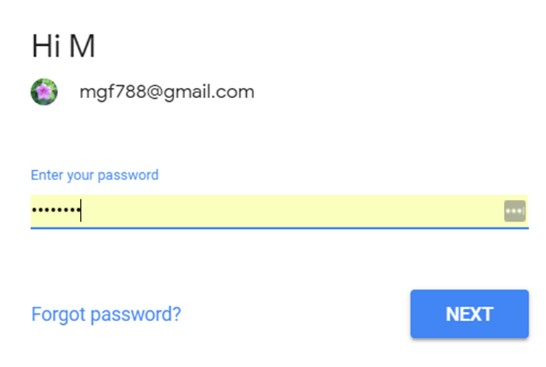 Hi M
mgf788@gmail.com
Enter your password
••••••••
Forgot password?
NEXT